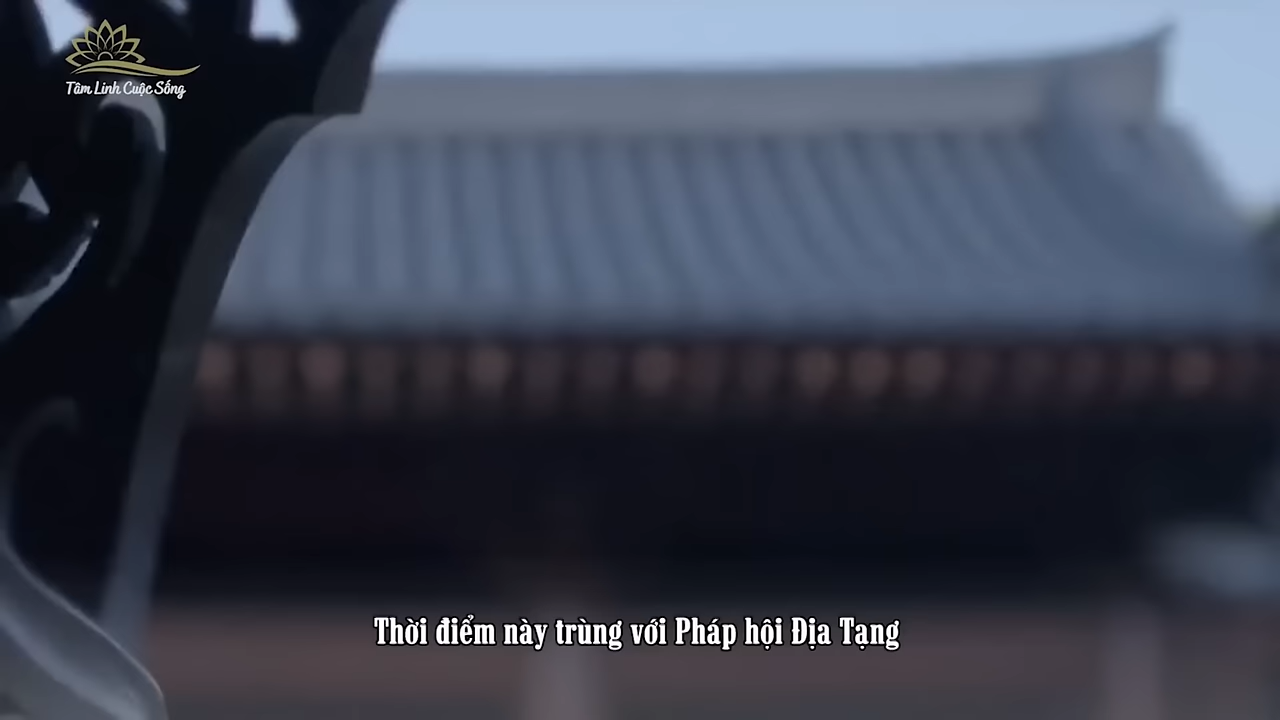 Tâm Linh Cuộc Sống
Thời điểm này trùng với Pháp hội Địa Tạng